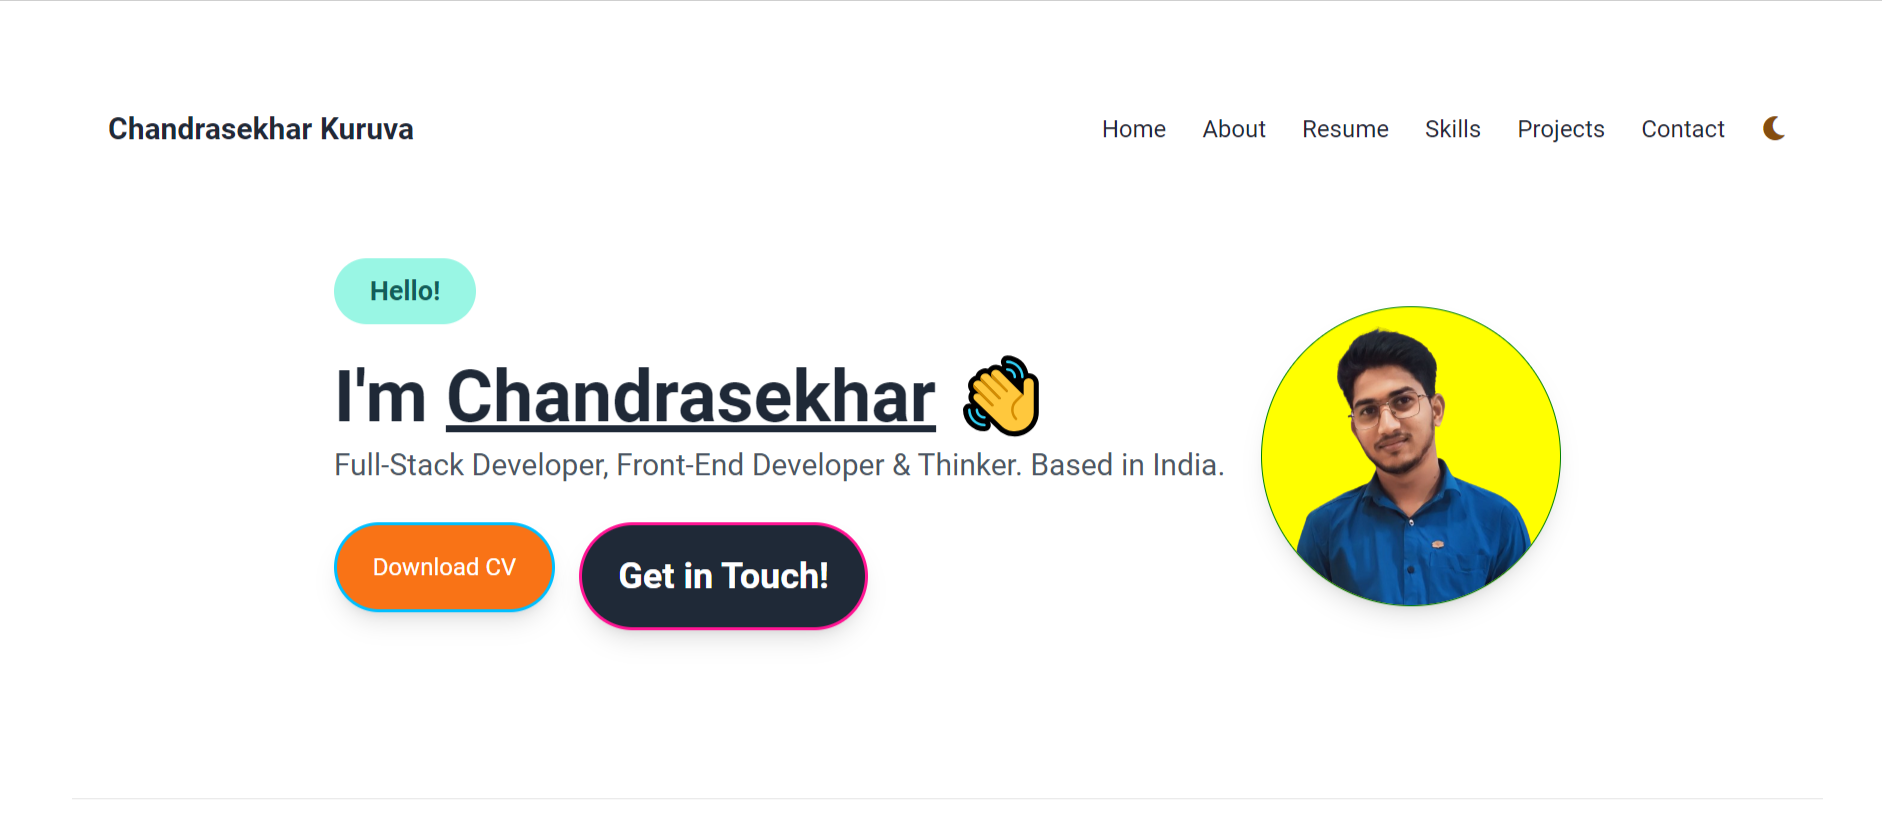 Chandrasekhar Kuruva
Home About Resume Skills Projects Contact
Hello!
I'm Chandrasekhar
Full-Stack Developer, Front-End Developer & Thinker. Based in India.
Download CV
Get in Touch!